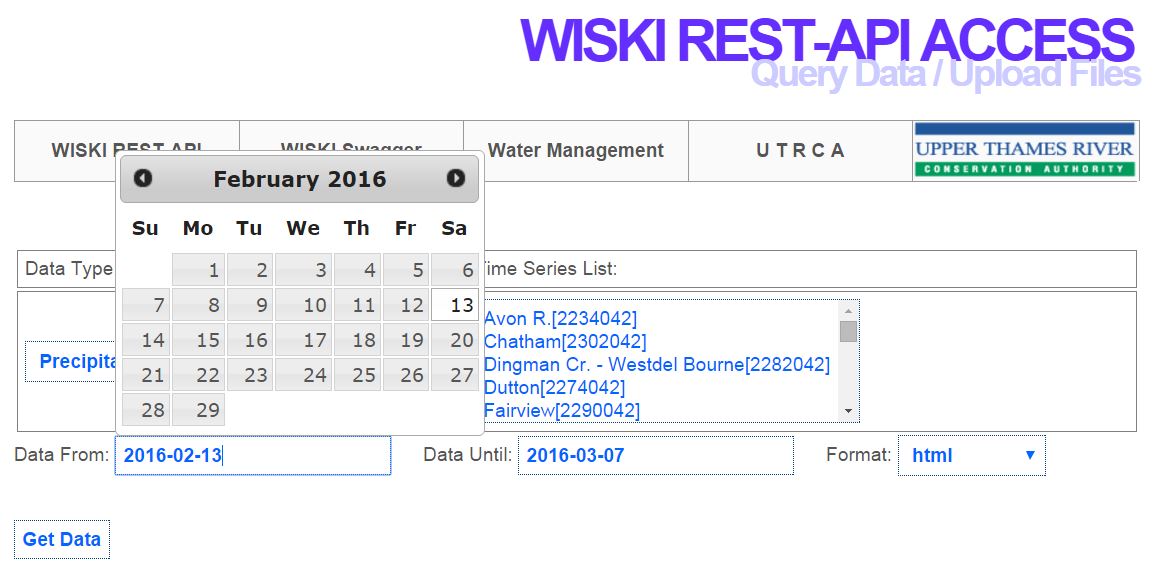 WISKI REST-API ACCESS
Query Data / Upload Files
WISKI REST-API WISKI Swagger Water Management U T R C A UPPER THAMES RIVER
CONSERVATION AUTHORITY
February 2016
Su Mo Tu We Th Fr Sa
1 2 3 4 5 6
7 8 9 10 11 12 13
14 15 16 17 18 19 20
21 22 23 24 25 26 27
28 29
Data Type Time Series List:
Avon R.[2234042]
Chatham[2302042]
Dingman Cr. - Westdel Bourne[2282042]
Dutton[2274042]
Fairview[2290042]
Precipita
Data From: 2016-02-13 Data Until: 2016-03-07 Format: html
Get Data